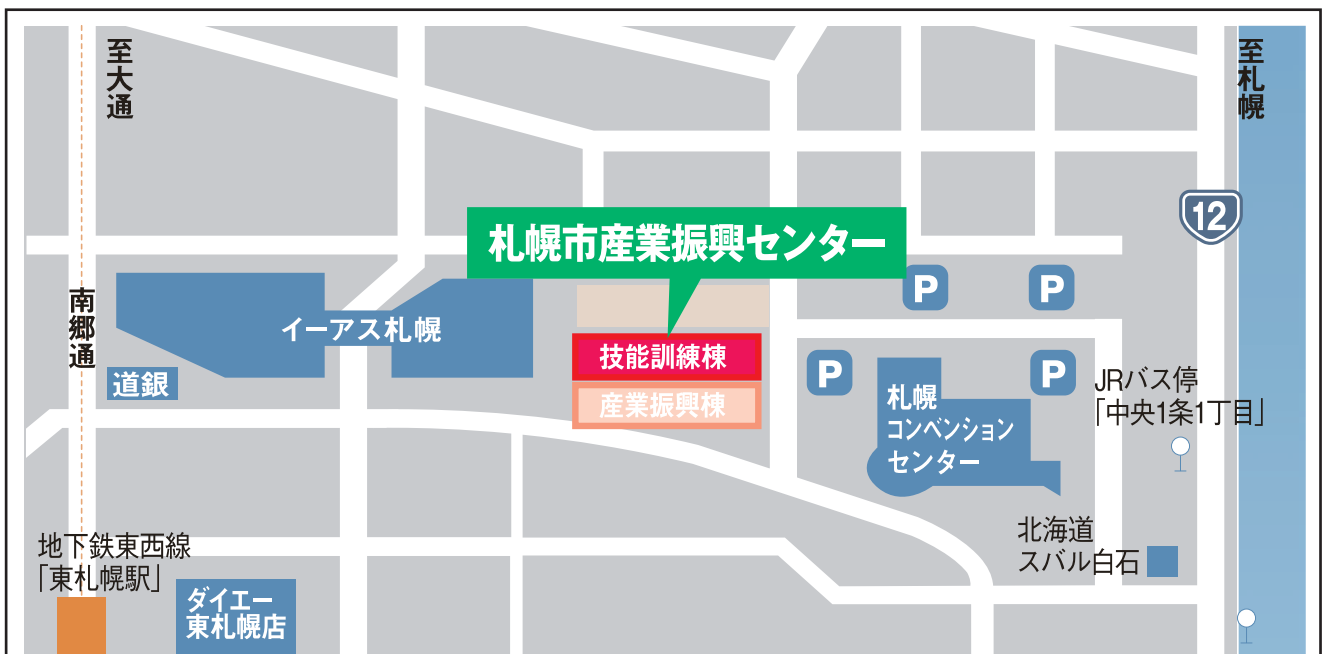 至大通
至札幌
12
札幌市産業振興センター
P
P
南郷通
イーアス札幌
技能訓練棟
P
P
道銀
産業振興棟
札幌
コンベンション
センター
JRバス停
「中央1条1丁目」
北海道
スバル白石
地下鉄東西線
「東札幌駅」
ダイエー
東札幌店